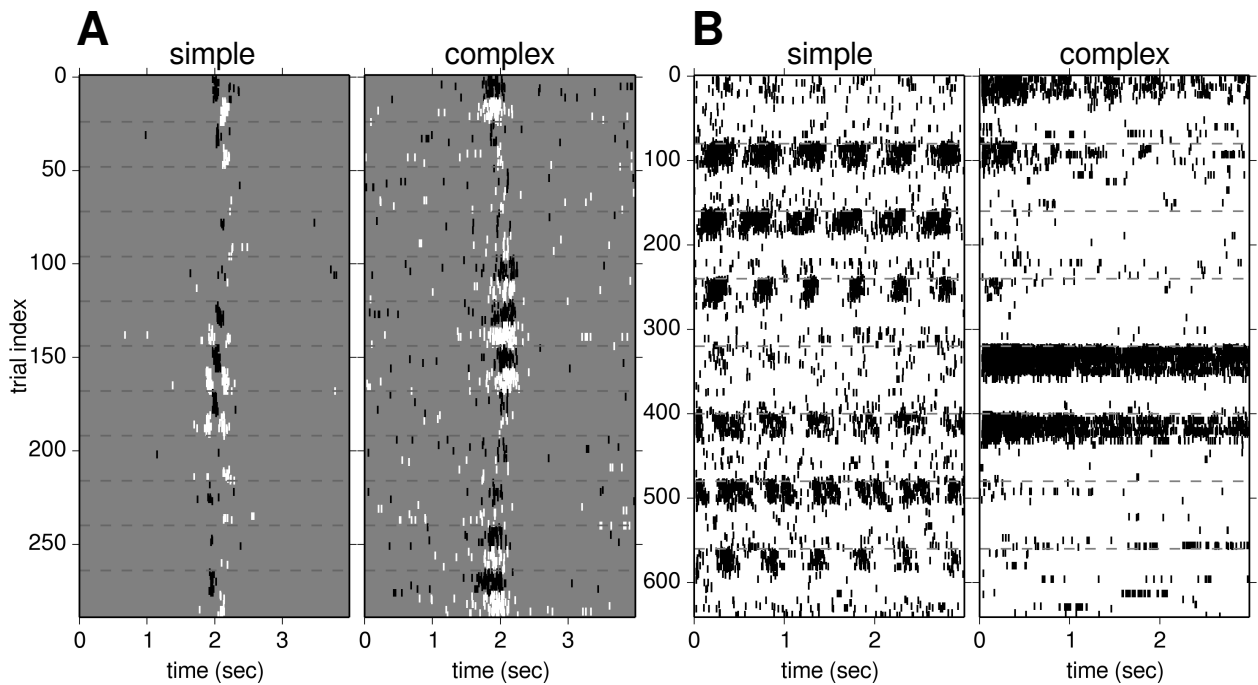 A
B
simple
complex
simple
complex
trial index
0
50
100
150
200
250
0
100
200
300
400
500
600
0 1 2 3
0 1 2 3
0 1 2
0 1 2
time (sec)
time (sec)
time (sec)
time (sec)